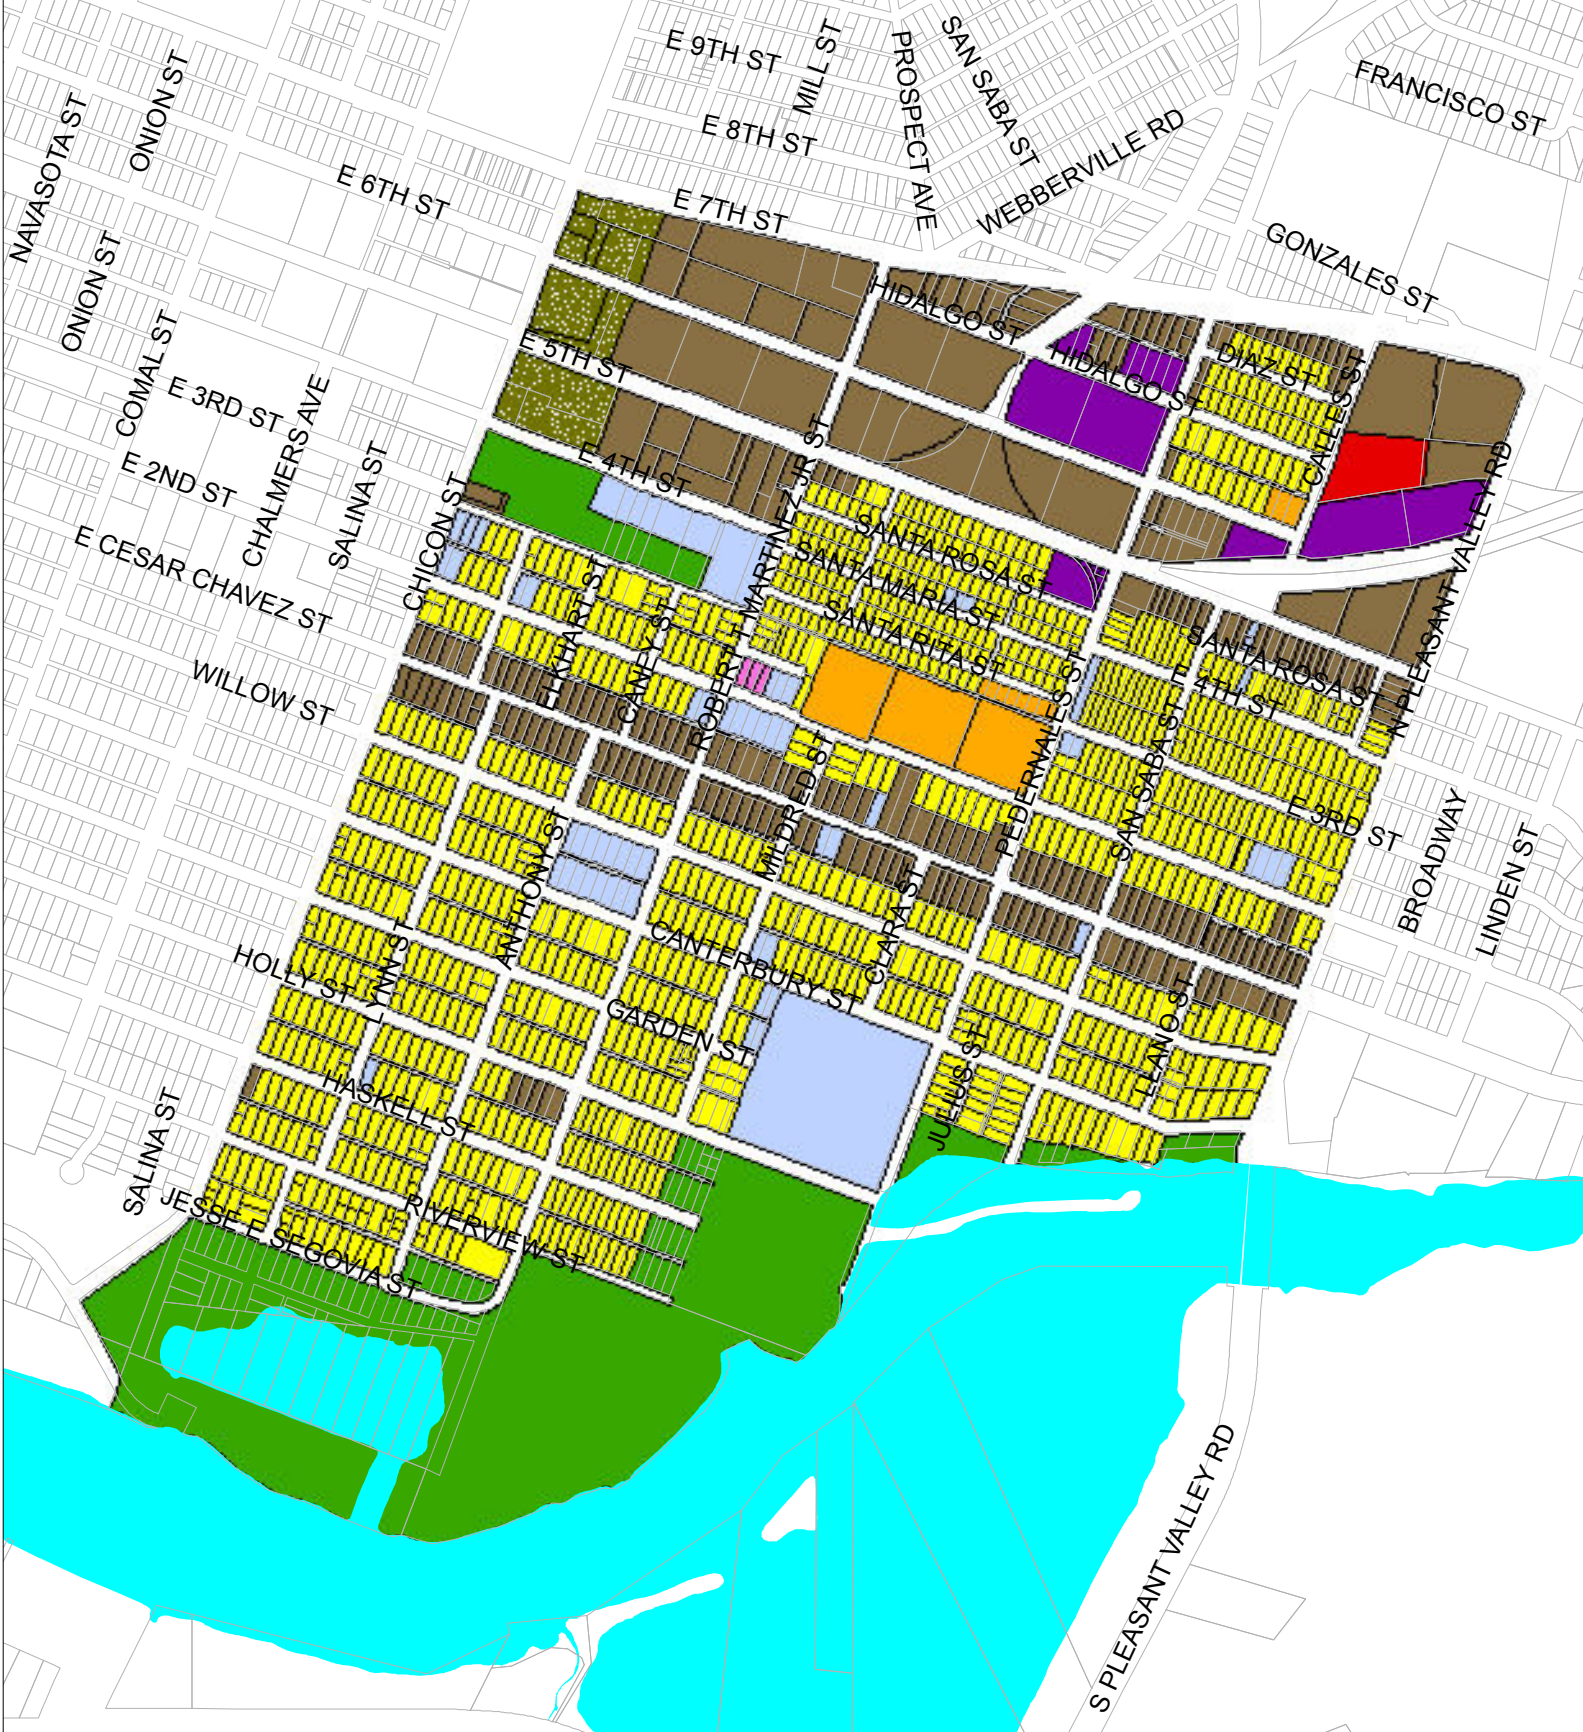 E 9TH ST
MILL ST
PROSPECT AVE
SAN SABA ST
FRANCISCO ST
ONION ST
NAVASOTA ST
E 8TH ST
WEBBERVILLE RD
E 6TH ST
E 7TH ST
GONZALES ST
ONION ST
HIDALGO ST
COMAL ST
E 5TH ST
HIDALGO ST
DIAZ ST
CALLES ST
E 3RD ST
CHALMERS AVE
SALINA ST
E 4TH ST
E 2ND ST
CHICON ST
ROBERT T MARTINEZ JR ST
SANTA ROSA ST
SANTA MARIA ST
SANTA RITA ST
N PLEASANT VALLEY RD
E CESAR CHAVEZ ST
ELKHART ST
CANEY ST
SANTA ROSA ST
E 4TH ST
WILLOW ST
PEDERNALES ST
SAN SABA ST
MILDRED ST
E 3RD ST
BROADWAY
LINDEN ST
ANTHONY ST
CLARA ST
LYNN ST
HOLLY ST
CANTERBURY ST
GARDEN ST
LLANO ST
JULIUS ST
HASKELL ST
SALINA ST
JESSE E SEGOVIA ST
RIVERVIEW ST
S PLEASANT VALLEY RD